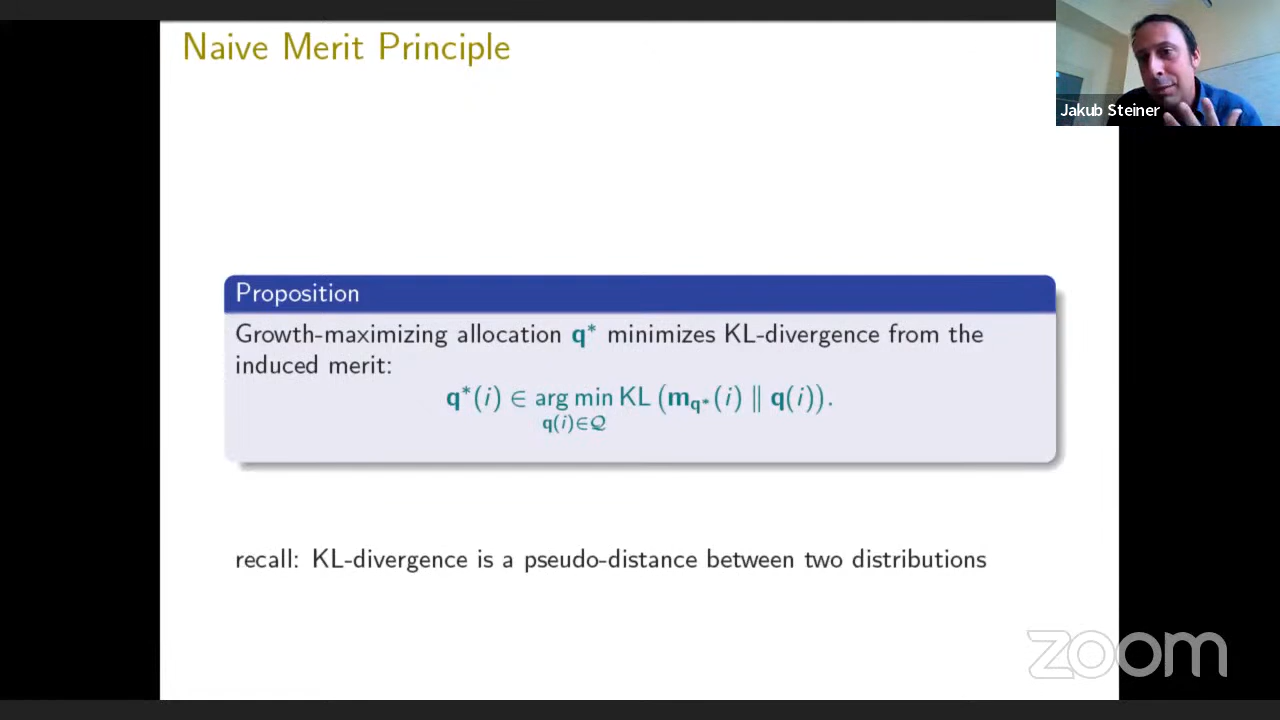 Naive Merit Principle
Jakub Steiner
Proposition
Growth-maximizing allocation q* minimizes KL-divergence from the
induced merit:
q*(i) ∈ arg min KL (m_q*(i) ∥ q(i)).
q(i)∈Q
recall: KL-divergence is a pseudo-distance between two distributions
zoom